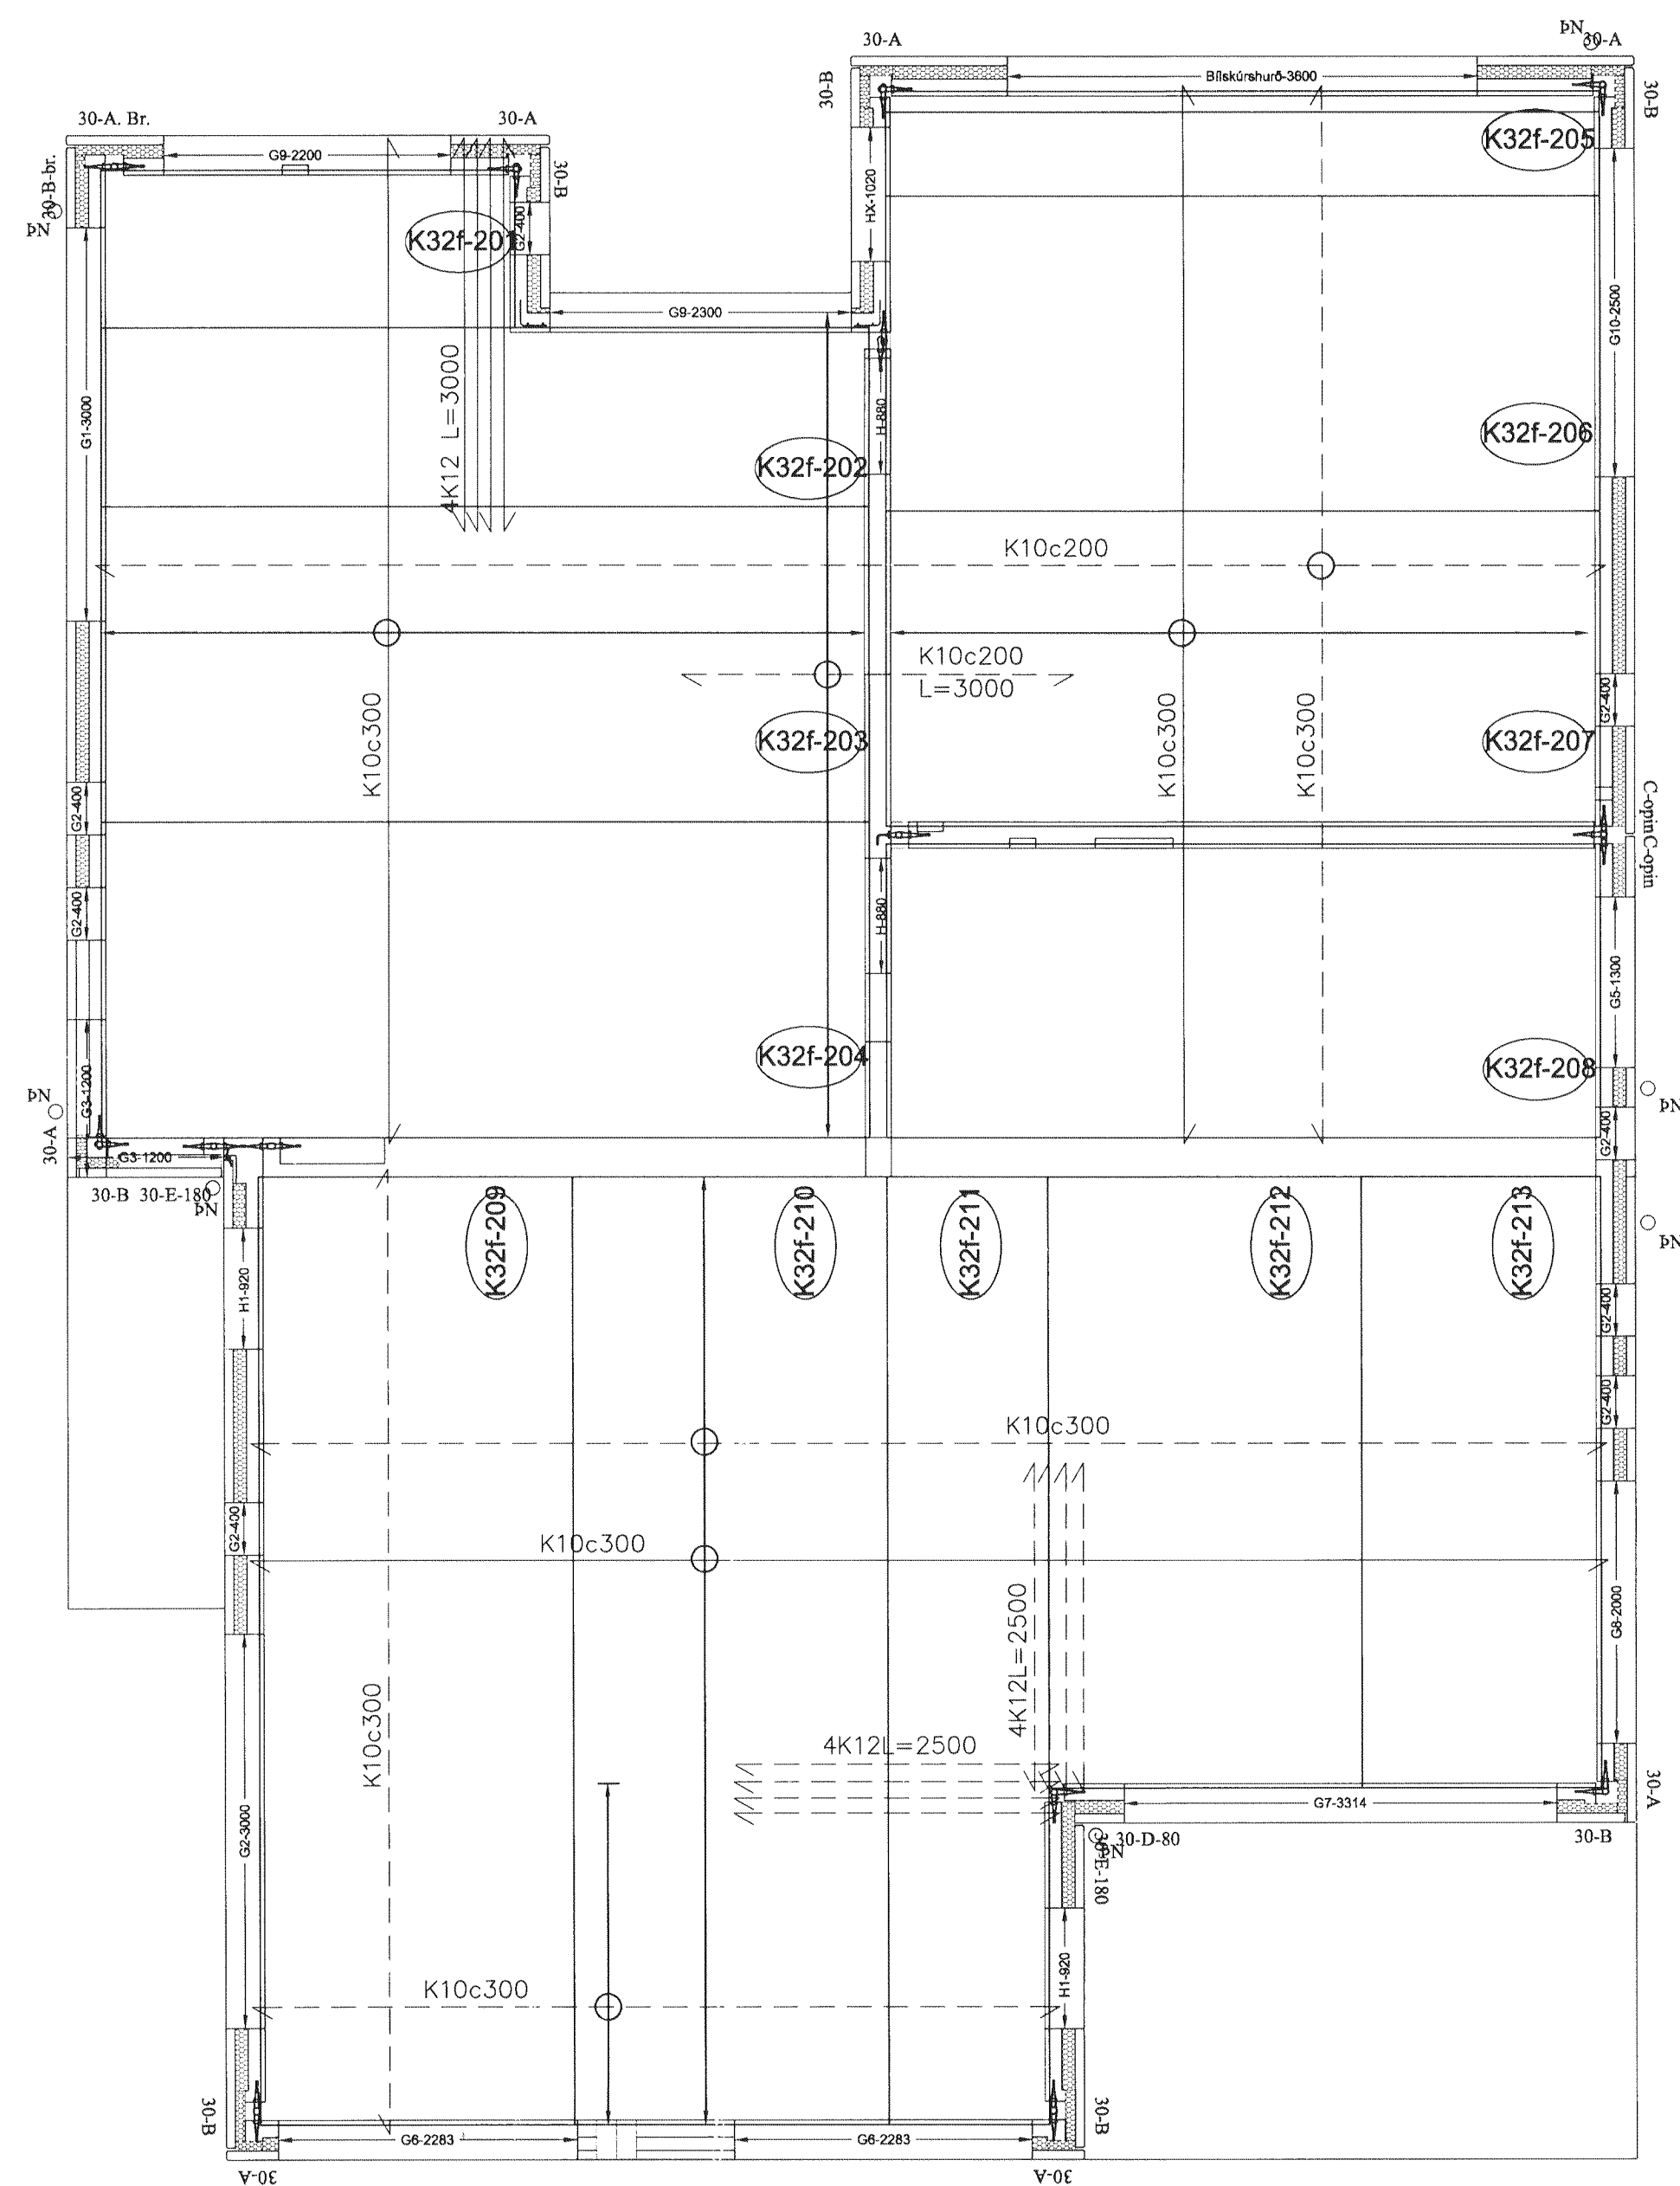 ÞN
30-A
30-A
30-B
Bílskúrshurð-3600
30-B
30-A. Br.
30-A
K32f-205
G9-2200
30-B-br.
30-B
HX-1020
ÞN
K32f-201
G2-400
G10-2500
G9-2300
4K12 L=3000
G1-3000
H-880
K32f-202
K32f-206
K10c200
K10c200
L=3000
K10c300
K10c300
K10c300
G2-400
K32f-203
K32f-207
G2-400
C-opin
C-opin
G2-400
H-880
G5-1300
K32f-204
K32f-208
G3-1200
ÞN
ÞN
30-A
G2-400
G3-1200
30-B
30-E-180
ÞN
K32f-209
K32f-210
K32f-211
K32f-212
K32f-213
ÞN
H1-920
G2-400
G2-400
K10c300
G2-400
K10c300
4K12L=2500
G8-2000
K10c300
4K12L=2500
G2-3000
G7-3314
30-A
30-D-80
30-B
ÞN
30-E-180
K10c300
H1-920
30-B
30-B
G6-2283
G6-2283
30-A
30-A